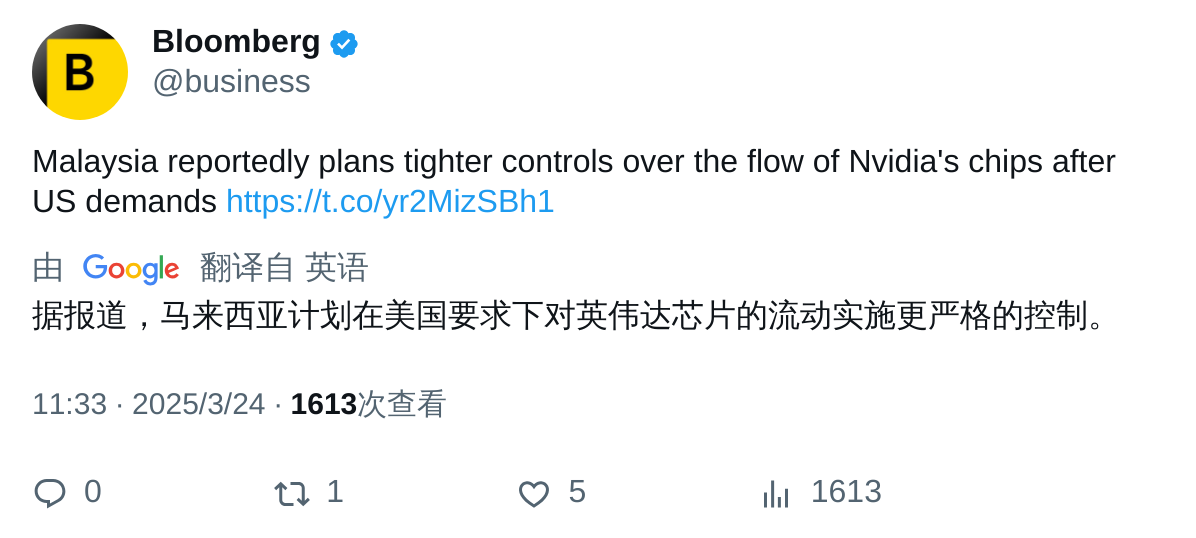 B
Bloomberg
@business
Malaysia reportedly plans tighter controls over the flow of Nvidia's chips after
US demands https://t.co/yr2MizSBh1
由 Google 翻译自 英语
据报道，马来西亚计划在美国要求下对英伟达芯片的流动实施更严格的控制。
11:33 · 2025/3/24 · 1613次查看
0 1 5 1613